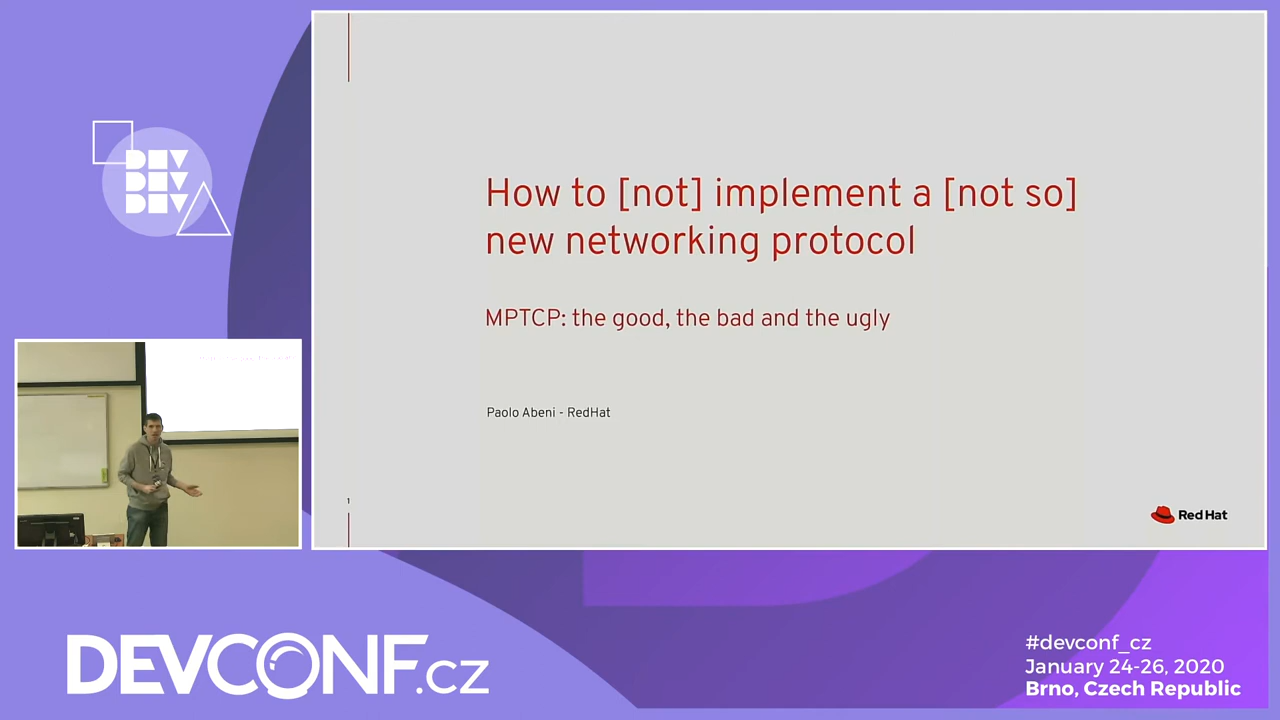 DEV
DEV
DEV
How to [not] implement a [not so]
new networking protocol
MPTCP: the good, the bad and the ugly
Paolo Abeni - RedHat
1
Red Hat
DEVCONF.cz
#devconf_cz
January 24-26, 2020
Brno, Czech Republic